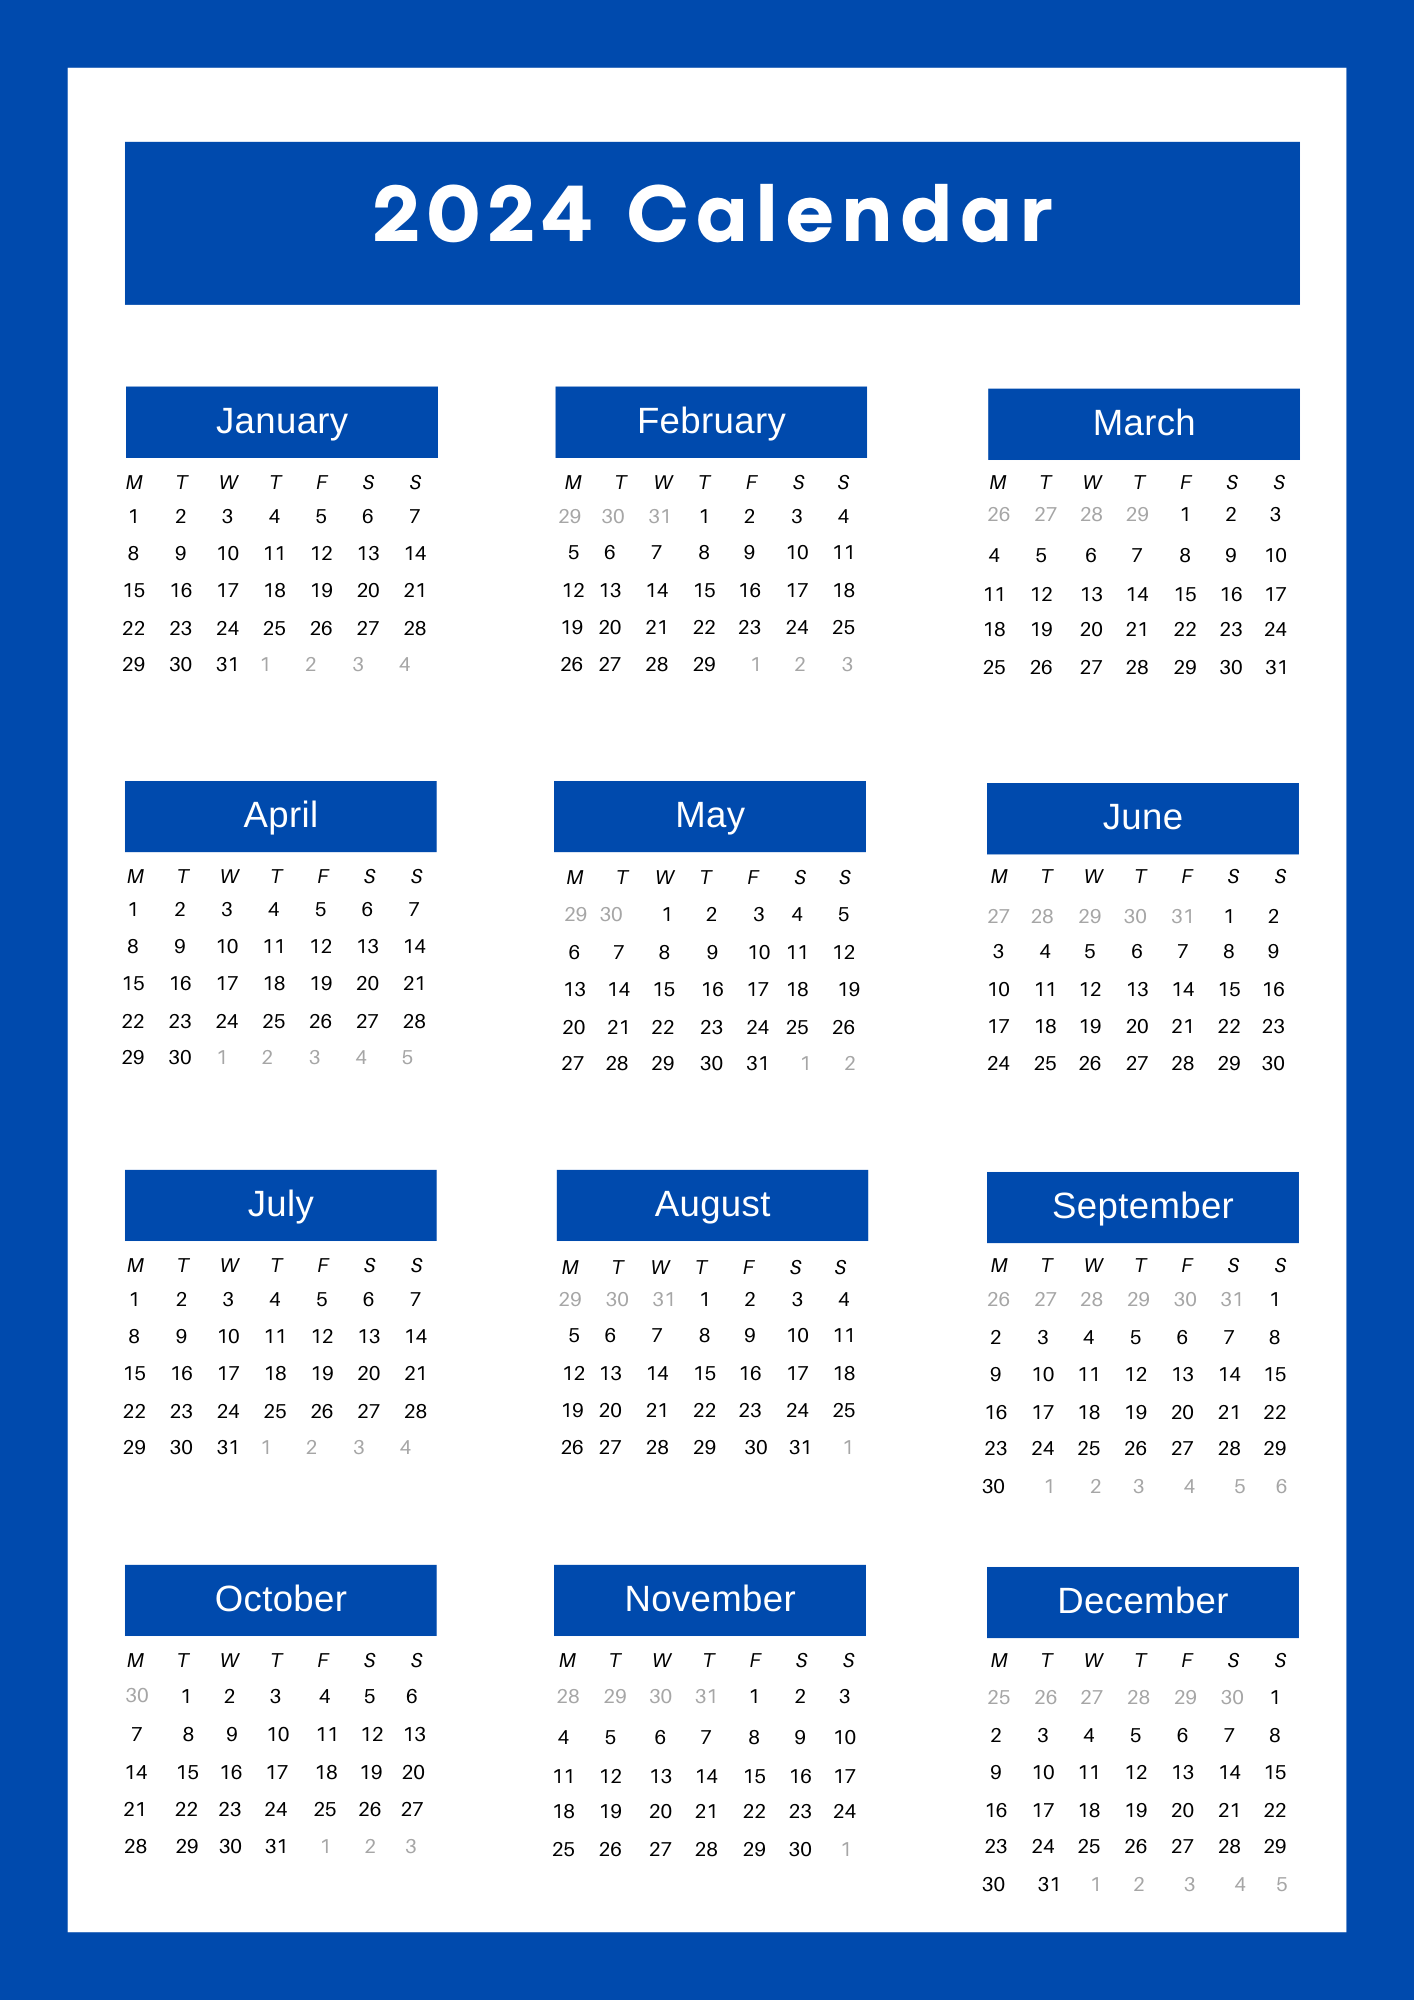 2024 Calendar
January
M T W T F S S
1 2 3 4 5 6 7
8 9 10 11 12 13 14
15 16 17 18 19 20 21
22 23 24 25 26 27 28
29 30 31 1 2 3 4
February
M T W T F S S
29 30 31 1 2 3 4
5 6 7 8 9 10 11
12 13 14 15 16 17 18
19 20 21 22 23 24 25
26 27 28 29 1 2 3
March
M T W T F S S
26 27 28 29 1 2 3
4 5 6 7 8 9 10
11 12 13 14 15 16 17
18 19 20 21 22 23 24
25 26 27 28 29 30 31
April
M T W T F S S
1 2 3 4 5 6 7
8 9 10 11 12 13 14
15 16 17 18 19 20 21
22 23 24 25 26 27 28
29 30 1 2 3 4 5
May
M T W T F S S
29 30 1 2 3 4 5
6 7 8 9 10 11 12
13 14 15 16 17 18 19
20 21 22 23 24 25 26
27 28 29 30 31 1 2
June
M T W T F S S
27 28 29 30 31 1 2
3 4 5 6 7 8 9
10 11 12 13 14 15 16
17 18 19 20 21 22 23
24 25 26 27 28 29 30
July
M T W T F S S
1 2 3 4 5 6 7
8 9 10 11 12 13 14
15 16 17 18 19 20 21
22 23 24 25 26 27 28
29 30 31 1 2 3 4
August
M T W T F S S
29 30 31 1 2 3 4
5 6 7 8 9 10 11
12 13 14 15 16 17 18
19 20 21 22 23 24 25
26 27 28 29 30 31 1
September
M T W T F S S
26 27 28 29 30 31 1
2 3 4 5 6 7 8
9 10 11 12 13 14 15
16 17 18 19 20 21 22
23 24 25 26 27 28 29
30 1 2 3 4 5 6
October
M T W T F S S
30 1 2 3 4 5 6
7 8 9 10 11 12 13
14 15 16 17 18 19 20
21 22 23 24 25 26 27
28 29 30 31 1 2 3
November
M T W T F S S
28 29 30 31 1 2 3
4 5 6 7 8 9 10
11 12 13 14 15 16 17
18 19 20 21 22 23 24
25 26 27 28 29 30 1
December
M T W T F S S
25 26 27 28 29 30 1
2 3 4 5 6 7 8
9 10 11 12 13 14 15
16 17 18 19 20 21 22
23 24 25 26 27 28 29
30 31 1 2 3 4 5